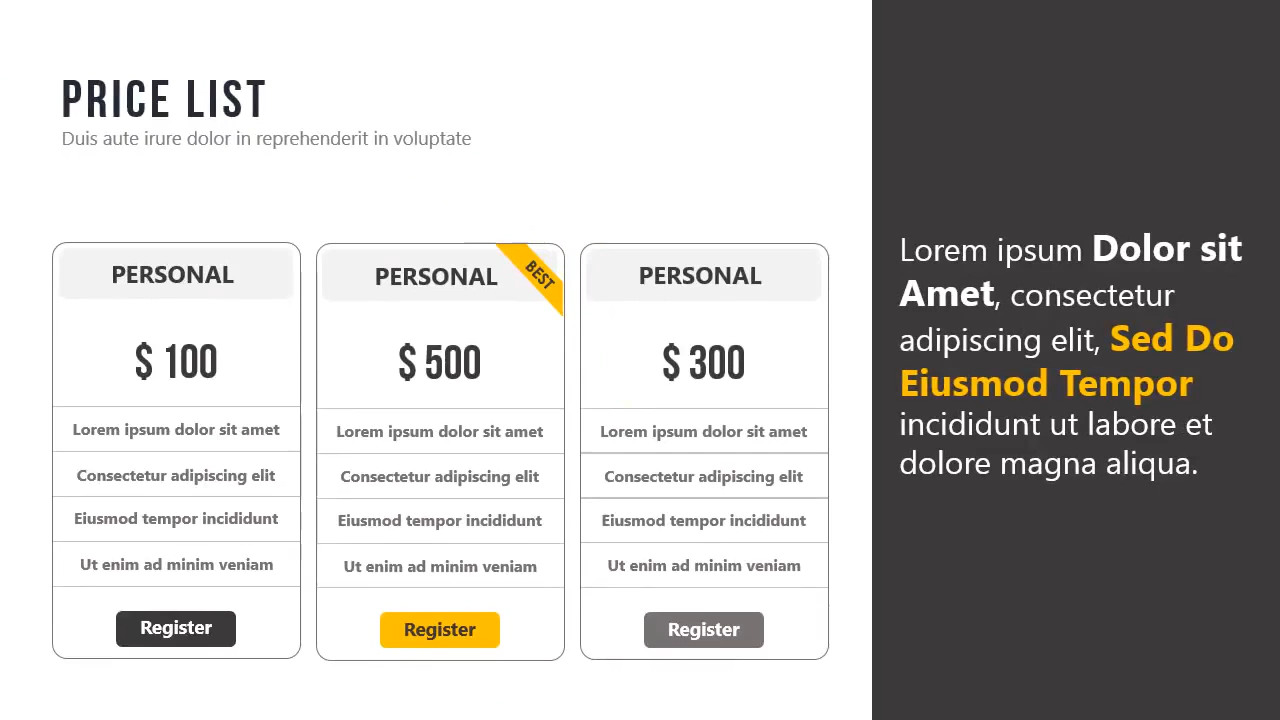 PRICE LIST
Duis aute irure dolor in reprehenderit in voluptate
PERSONAL
$ 100
Lorem ipsum dolor sit amet
Consectetur adipiscing elit
Eiusmod tempor incididunt
Ut enim ad minim veniam
Register
PERSONAL
BEST
$ 500
Lorem ipsum dolor sit amet
Consectetur adipiscing elit
Eiusmod tempor incididunt
Ut enim ad minim veniam
Register
PERSONAL
$ 300
Lorem ipsum dolor sit amet
Consectetur adipiscing elit
Eiusmod tempor incididunt
Ut enim ad minim veniam
Register
Lorem ipsum Dolor sit
Amet, consectetur
adipiscing elit, Sed Do
Eiusmod Tempor
incididunt ut labore et
dolore magna aliqua.